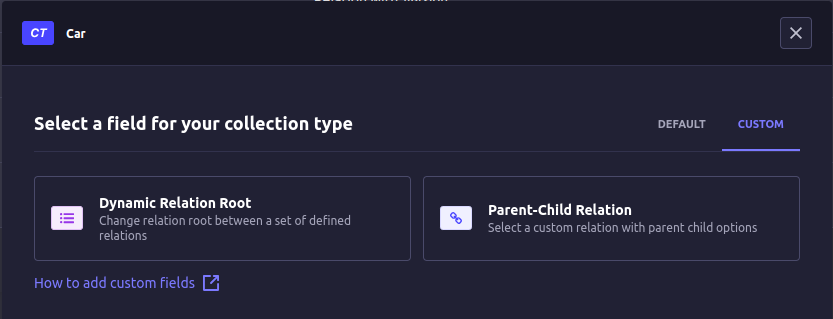 CT Car
Select a field for your collection type
DEFAULT CUSTOM
Dynamic Relation Root
Change relation root between a set of defined
relations
Parent-Child Relation
Select a custom relation with parent child options
How to add custom fields